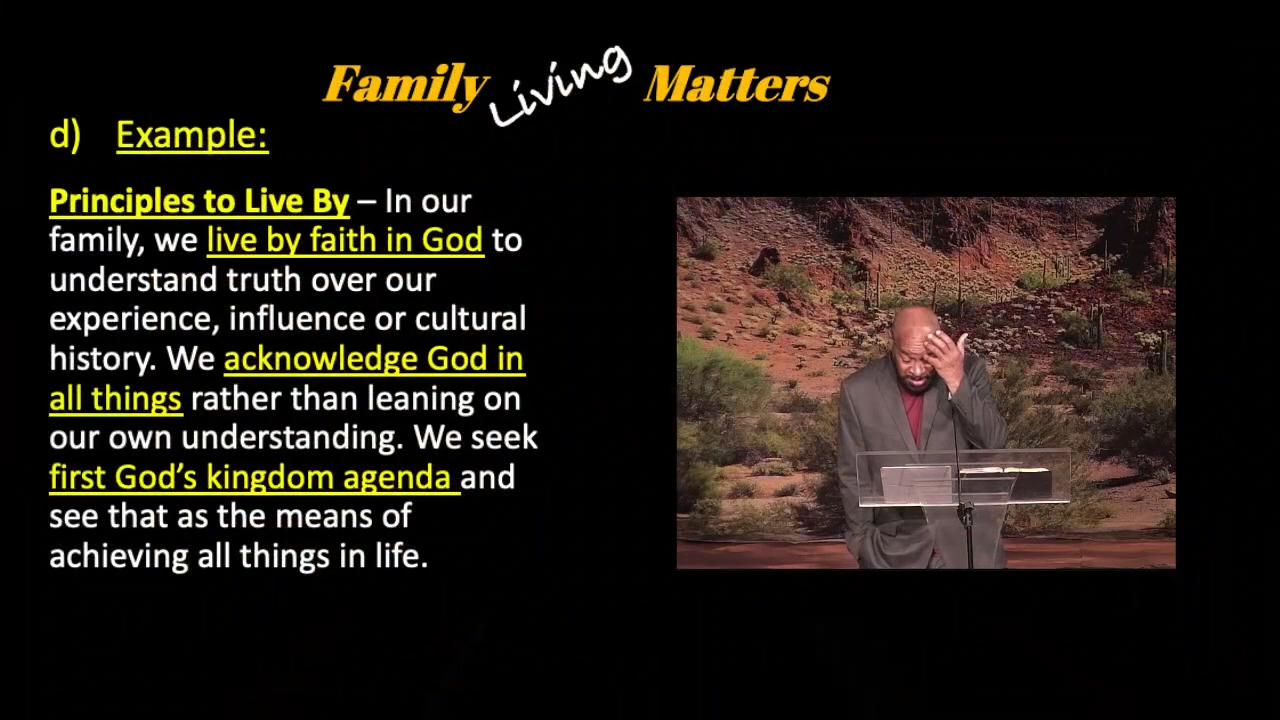 Family Living Matters
d) Example:
Principles to Live By – In our
family, we live by faith in God to
understand truth over our
experience, influence or cultural
history. We acknowledge God in
all things rather than leaning on
our own understanding. We seek
first God’s kingdom agenda and
see that as the means of
achieving all things in life.